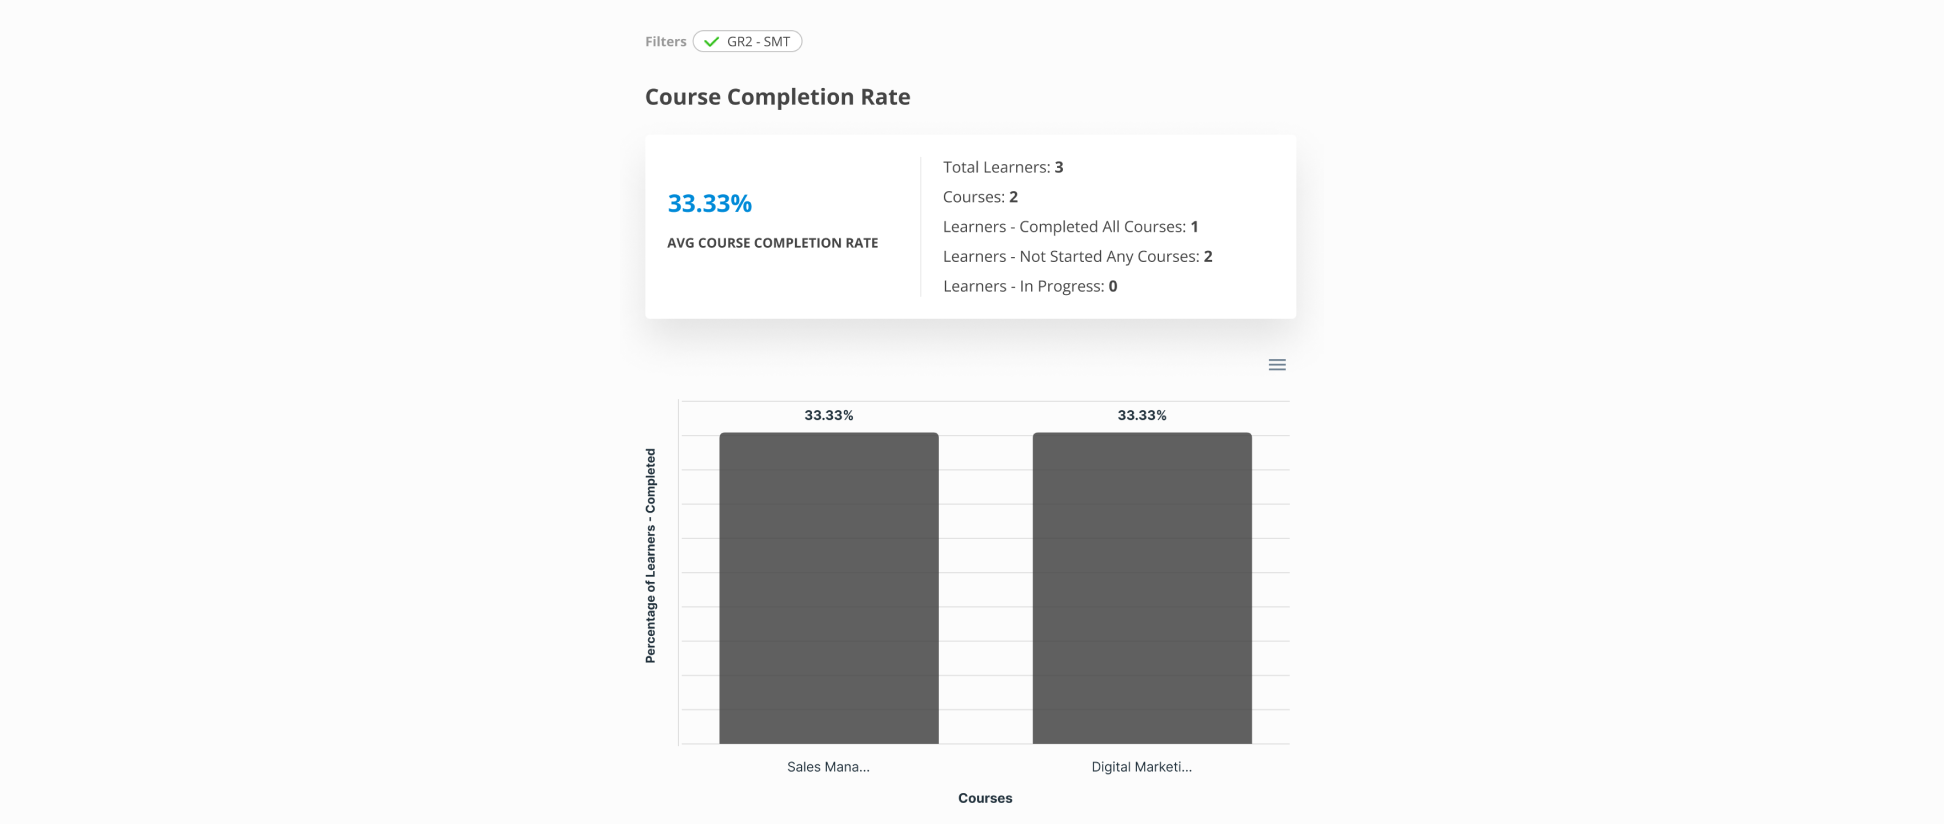 Filters GR2 - SMT
Course Completion Rate
33.33%
AVG COURSE COMPLETION RATE
Total Learners: 3
Courses: 2
Learners - Completed All Courses: 1
Learners - Not Started Any Courses: 2
Learners - In Progress: 0
Percentage of Learners - Completed
33.33%
33.33%
Sales Mana...
Digital Marketi...
Courses